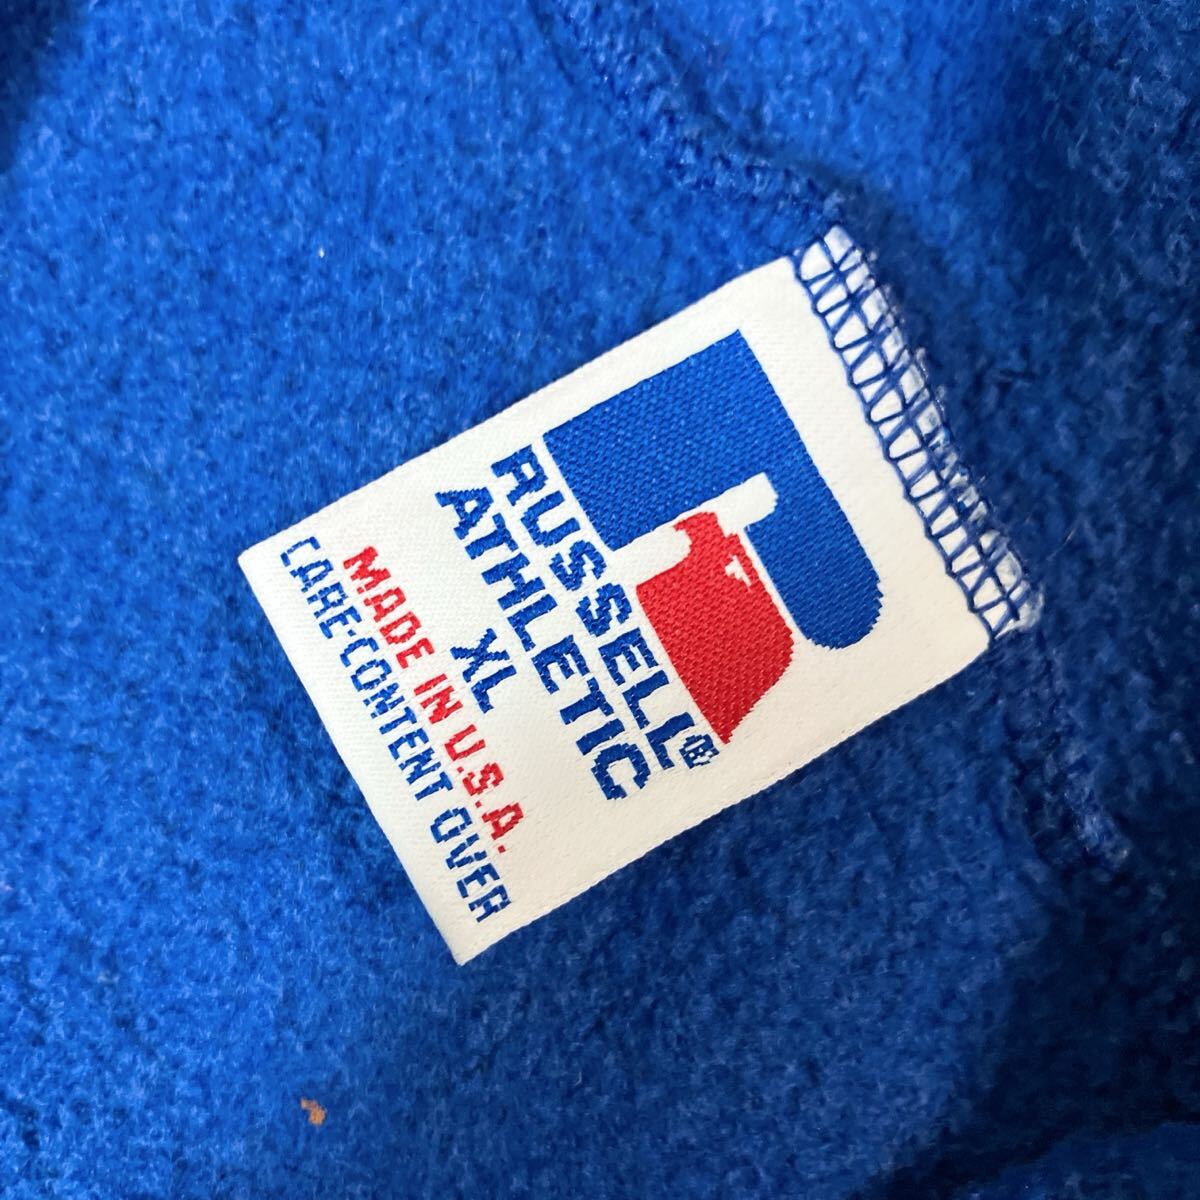 RUSSELL®
ATHLETIC
XL
MADE IN U.S.A.
CARE-CONTENT OVER